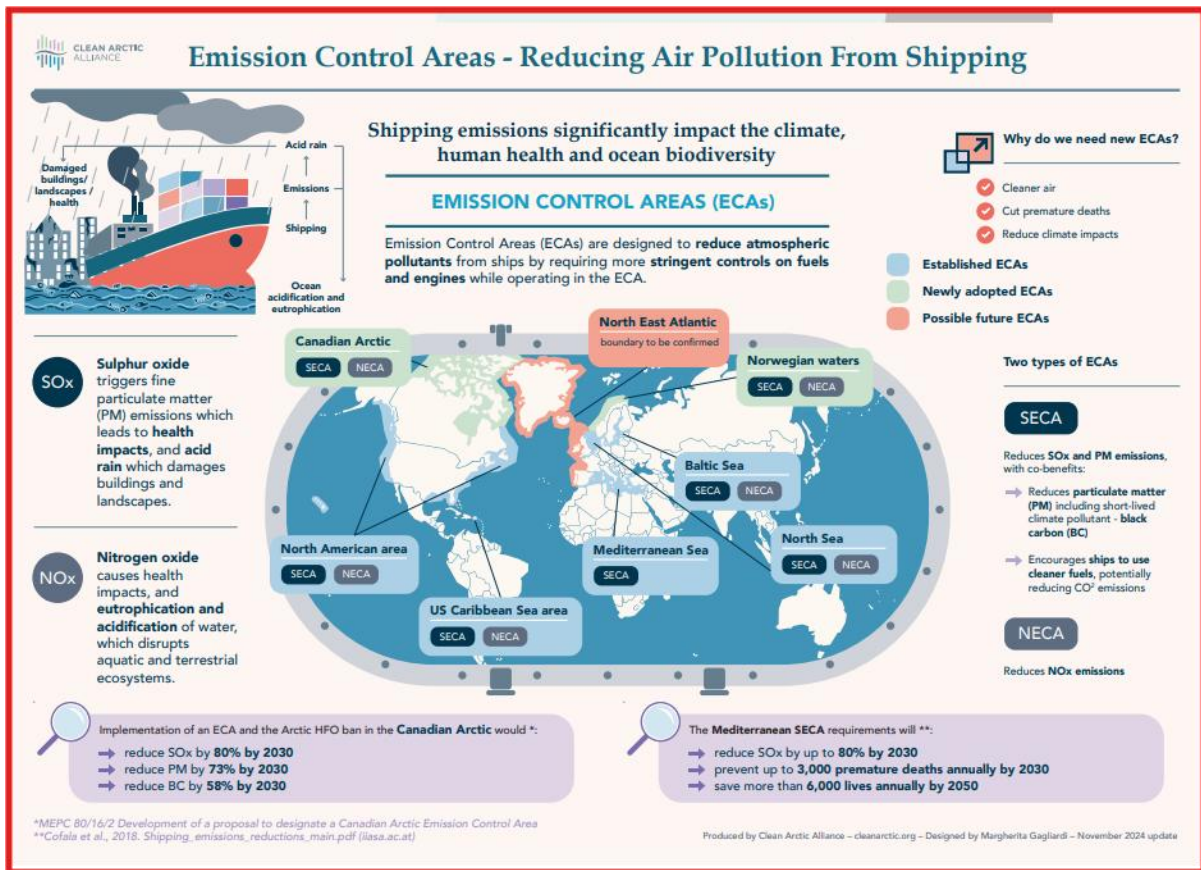 CLEAN ARCTIC
ALLIANCE
Emission Control Areas - Reducing Air Pollution From Shipping
Acid rain
Damaged
buildings/
landscapes /
health
Emissions
Shipping
Ocean
acidification and
eutrophication
Shipping emissions significantly impact the climate,
human health and ocean biodiversity
EMISSION CONTROL AREAS (ECAs)
Emission Control Areas (ECAs) are designed to reduce atmospheric
pollutants from ships by requiring more stringent controls on fuels
and engines while operating in the ECA.
Why do we need new ECAs?
Cleaner air
Cut premature deaths
Reduce climate impacts
Established ECAs
Newly adopted ECAs
Possible future ECAs
SOx
Sulphur oxide
triggers fine
particulate matter
(PM) emissions which
leads to health
impacts, and acid
rain which damages
buildings and
landscapes.
NOx
Nitrogen oxide
causes health
impacts, and
eutrophication and
acidification of water,
which disrupts
aquatic and terrestrial
ecosystems.
Canadian Arctic
SECA NECA
North East Atlantic
boundary to be confirmed
Norwegian waters
SECA NECA
Baltic Sea
SECA NECA
North American area
SECA NECA
Mediterranean Sea
SECA
North Sea
SECA NECA
US Caribbean Sea area
SECA NECA
Two types of ECAs
SECA
Reduces SOx and PM emissions,
with co-benefits:
Reduces particulate matter
(PM) including short-lived
climate pollutant - black
carbon (BC)
Encourages ships to use
cleaner fuels, potentially
reducing CO² emissions
NECA
Reduces NOx emissions
Implementation of an ECA and the Arctic HFO ban in the Canadian Arctic would *:
reduce SOx by 80% by 2030
reduce PM by 73% by 2030
reduce BC by 58% by 2030
The Mediterranean SECA requirements will **:
reduce SOx by up to 80% by 2030
prevent up to 3,000 premature deaths annually by 2030
save more than 6,000 lives annually by 2050
*MEPC 80/16/2 Development of a proposal to designate a Canadian Arctic Emission Control Area
**Cofala et al., 2018. Shipping_emissions_reductions_main.pdf (iiasa.ac.at)
Produced by Clean Arctic Alliance – cleanarctic.org – Designed by Margherita Gagliardi – November 2024 update